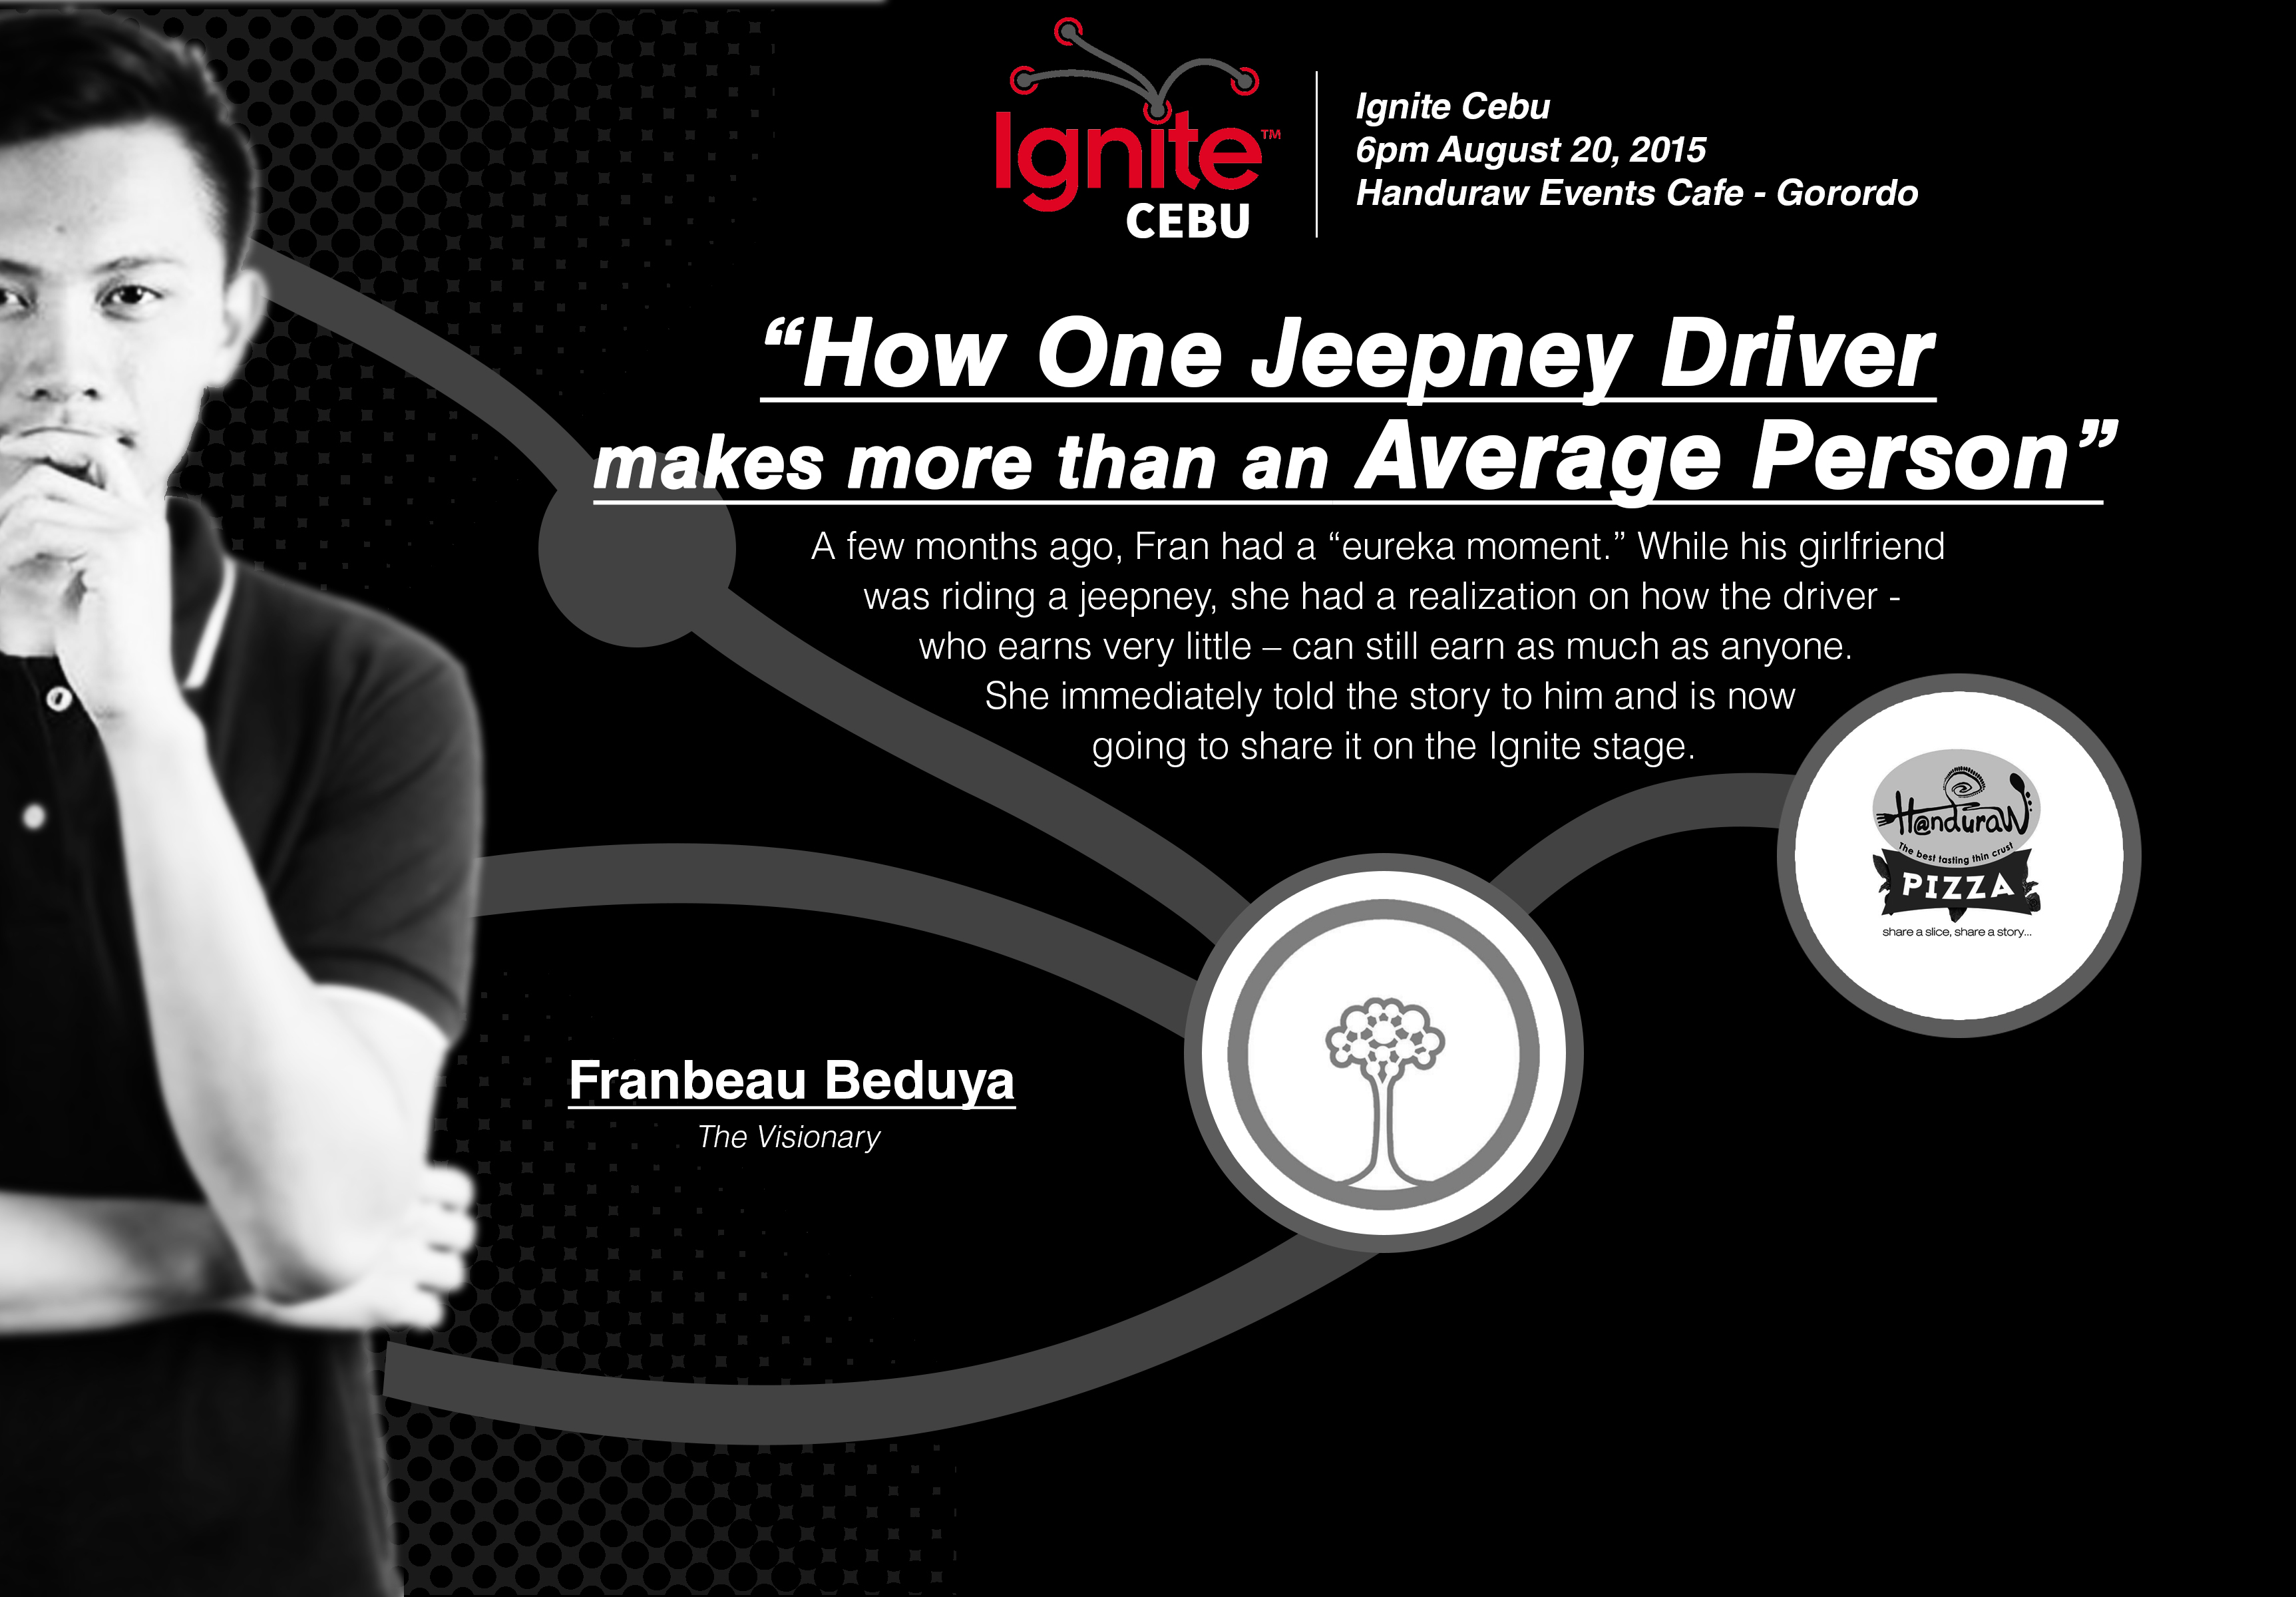 Ignite™
CEBU
Ignite Cebu
6pm August 20, 2015
Handuraw Events Cafe - Gorordo
“How One Jeepney Driver
makes more than an Average Person”
A few months ago, Fran had a “eureka moment.” While his girlfriend
was riding a jeepney, she had a realization on how the driver -
who earns very little – can still earn as much as anyone.
She immediately told the story to him and is now
going to share it on the Ignite stage.
H@nduraw
The best tasting thin crust
PIZZA
share a slice, share a story...
Franbeau Beduya
The Visionary